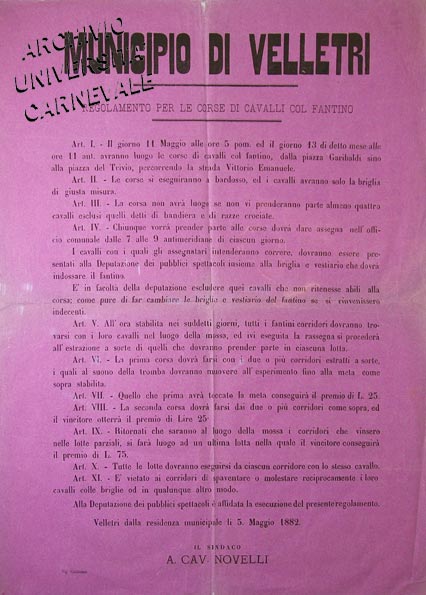 ARCHIVIO
UNIVERSALE
CARNEVALE
MUNICIPIO DI VELLETRI
REGOLAMENTO PER LE CORSE DI CAVALLI COL FANTINO
Art. I. - Il giorno 11 Maggio alle ore 5 pom. ed il giorno 13 di detto mese alle
ore 11 ant. avranno luogo le corse di cavalli col fantino, dalla piazza Garibaldi sino
alla piazza del Trivio, percorrendo la strada Vittorio Emanuele.
Art. II. - Le corse si eseguiranno a bardosso, ed i cavalli avranno solo la briglia
di giusta misura.
Art. III. - La corsa non avrà luogo se non vi prenderanno parte almeno quattro
cavalli esclusi quelli detti di bandiera e di razze crociate.
Art. IV. - Chiunque vorrà prender parte alle corse dovrà dare assegna nell'offi-
cio comunale dalle 7 alle 9 antimeridiane di ciascun giorno.
I cavalli con i quali gli assegnatari intenderanno correre, dovranno essere pre-
sentati alla Deputazione dei pubblici spettacoli insieme alla briglia e vestiario che dovrà
indossare il fantino.
E' in facoltà della deputazione escludere quei cavalli che non ritenesse abili alla
corsa; come pure di far cambiare la briglia e vestiario del fantino se si rinvenissero
indecenti.
Art. V. All'ora stabilita nei suddetti giorni, tutti i fantini corridori dovranno tro-
varsi con i loro cavalli nel luogo della mossa, ed ivi eseguita la rassegna si procederà
all'estrazione a sorte di quelli che dovranno prender parte in ciascuna lotta.
Art. VI. - La prima corsa dovrà farsi con i due o più corridori estratti a sorte,
i quali al suono della tromba dovranno muovere all'esperimento fino alla meta come
sopra stabilita.
Art. VII. - Quello che prima avrà toccato la meta conseguirà il premio di L. 25.
Art. VIII. - La seconda corsa dovrà farsi dai due o più corridori come sopra, ed
il vincitore otterrà il premio di Lire 25
Art. IX. - Ritornati che saranno al luogo della mossa i corridori che vinsero
nelle lotte parziali, si farà luogo ad un ultima lotta nella quale il vincitore conseguirà
il premio di L. 75.
Art. X. - Tutte le lotte dovranno eseguirsi da ciascun corridore con lo stesso cavallo.
Art. XI. - E' vietato ai corridori di spaventare o molestare reciprocamente i loro
cavalli colle briglie od in qualunque altro modo.
Alla Deputazione dei pubblici spettacoli è affidata la esecuzione del presente regolamento.
Velletri dalla residenza municipale li 5. Maggio 1882.
IL SINDACO
A. CAV. NOVELLI